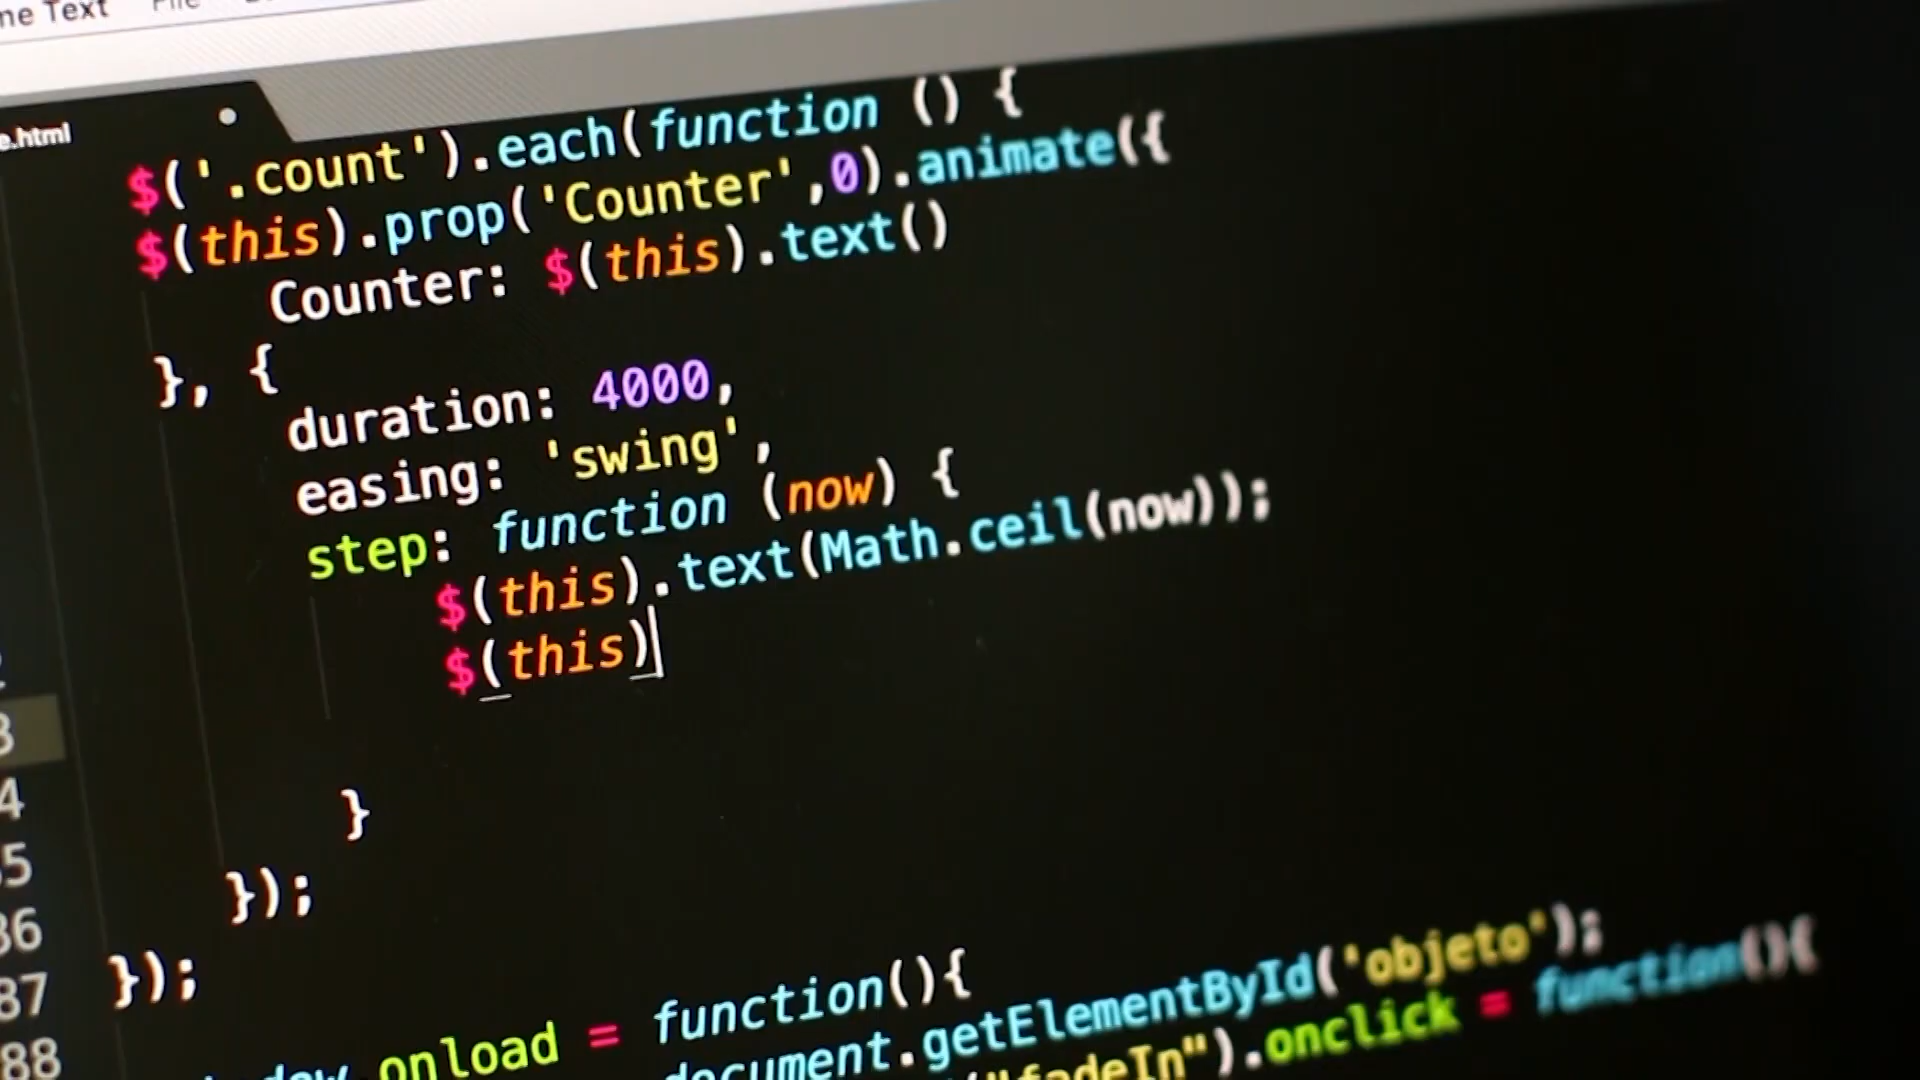 Text File
e.html
$('.count').each(function () {
$(this).prop('Counter',0).animate({
Counter: $(this).text()
}, {
duration: 4000,
easing: 'swing',
step: function (now) {
$(this).text(Math.ceil(now));
$(this)
3
4
}
85
});
86
});
87
88
onload = function(){
document.getElementById('objeto');
"fadeIn").onclick = function(){